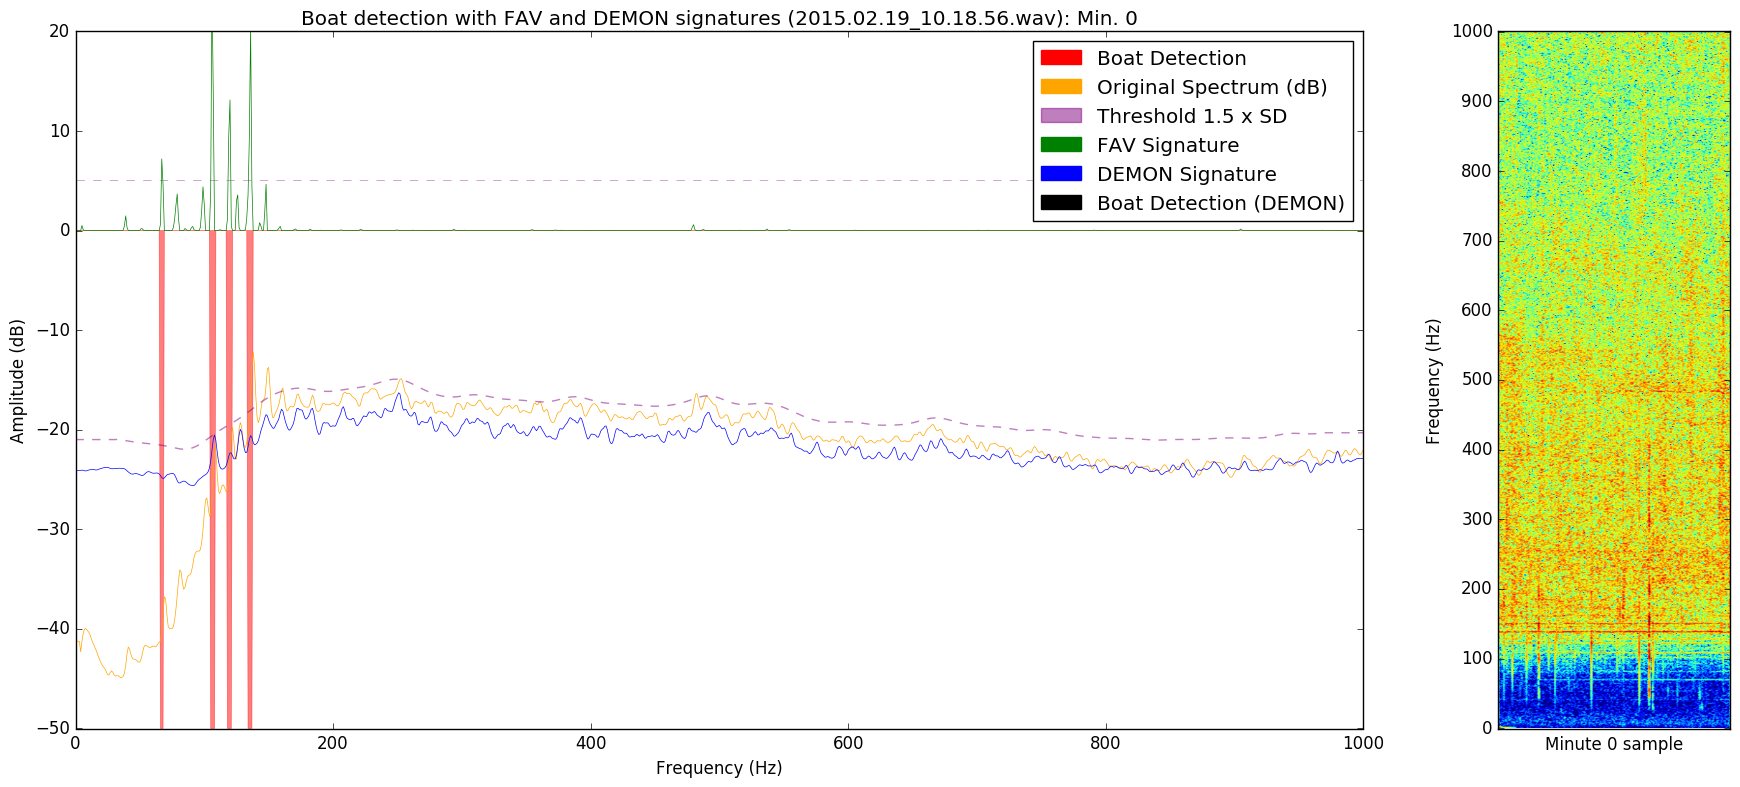 Boat detection with FAV and DEMON signatures (2015.02.19_10.18.56.wav): Min. 0
Amplitude (dB)
20
10
0
−10
−20
−30
−40
−50
Boat Detection
Original Spectrum (dB)
Threshold 1.5 x SD
FAV Signature
DEMON Signature
Boat Detection (DEMON)
0 200 400 600 800 1000
Frequency (Hz)
Frequency (Hz)
1000
900
800
700
600
500
400
300
200
100
0
Minute 0 sample